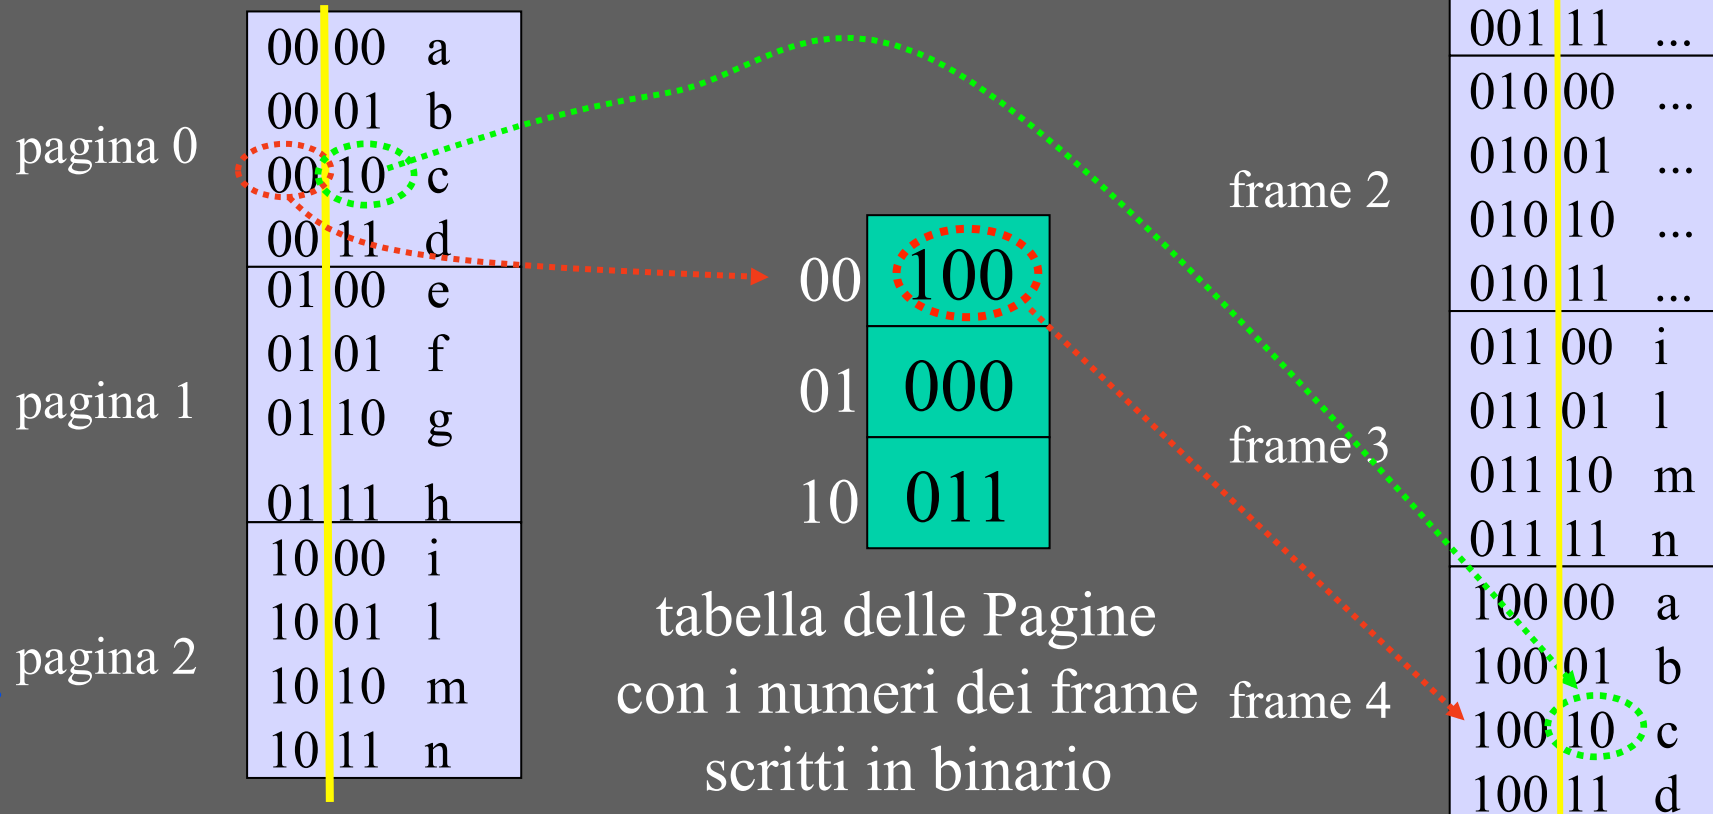 pagina 0
00 00 a
00 01 b
00 10 c
00 11 d
pagina 1
01 00 e
01 01 f
01 10 g
01 11 h
pagina 2
10 00 i
10 01 l
10 10 m
10 11 n
00 100
01 000
10 011
tabella delle Pagine
con i numeri dei frame
scritti in binario
001 11 ...
frame 2
010 00 ...
010 01 ...
010 10 ...
010 11 ...
frame 3
011 00 i
011 01 l
011 10 m
011 11 n
frame 4
100 00 a
100 01 b
100 10 c
100 11 d